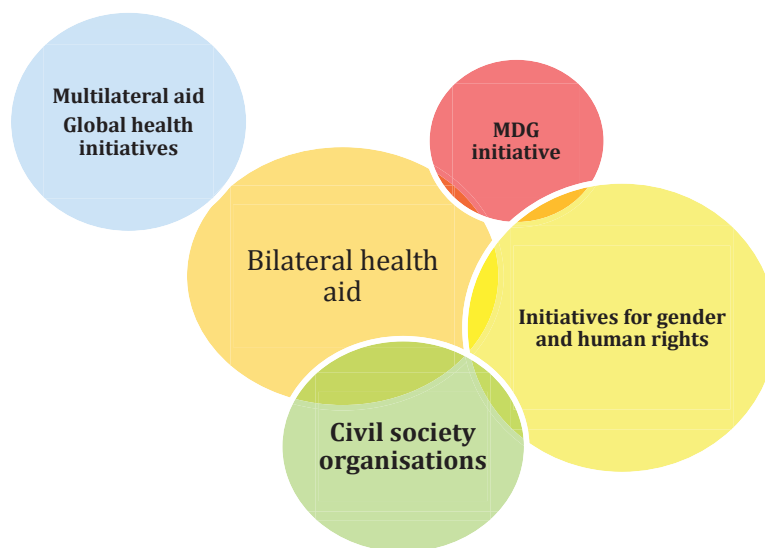 Multilateral aid
Global health
initiatives
MDG
initiative
Bilateral health
aid
Initiatives for gender
and human rights
Civil society
organisations